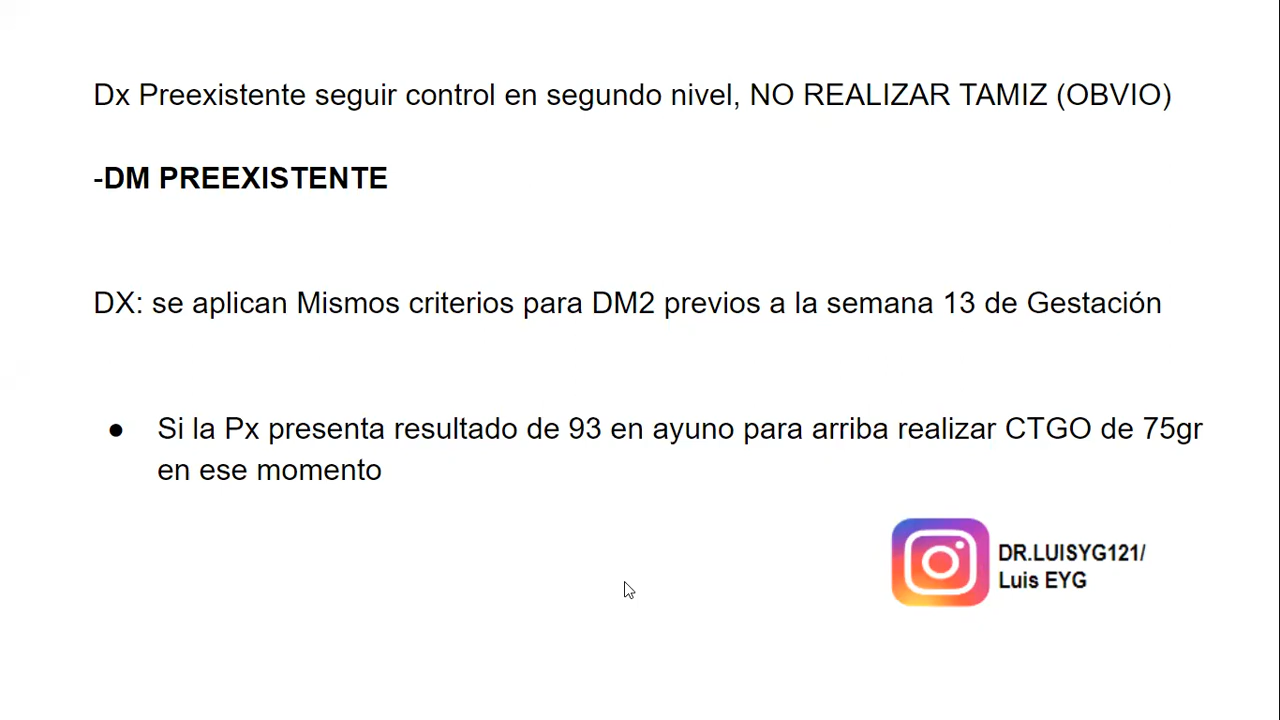 Dx Preexistente seguir control en segundo nivel, NO REALIZAR TAMIZ (OBVIO)
-DM PREEXISTENTE
DX: se aplican Mismos criterios para DM2 previos a la semana 13 de Gestación
● Si la Px presenta resultado de 93 en ayuno para arriba realizar CTGO de 75gr
en ese momento
DR.LUISYG121/
Luis EYG